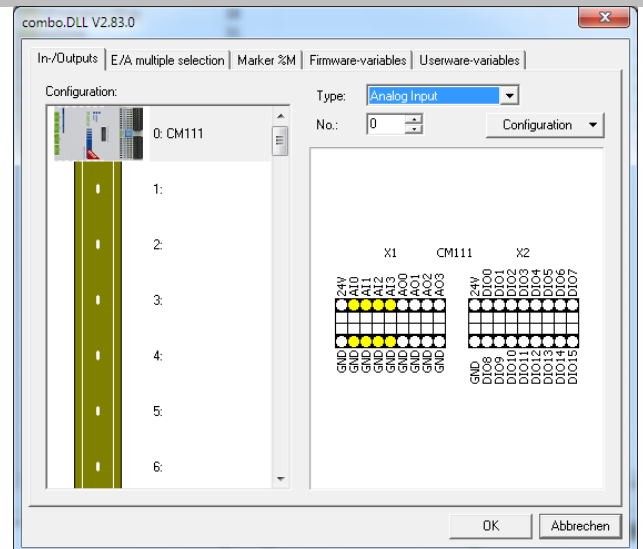 combo.DLL V2.83.0
In-/Outputs E/A multiple selection Marker %M Firmware-variables Userware-variables
Configuration:
Type: Analog Input
No.: 0 Configuration
0: CM111
1:
2:
3:
4:
5:
6:
X1 CM111 X2
24V AI0 AI1 AI2 AI3 AO0 AO1 AO2 AO3
24V DIO0 DIO1 DIO2 DIO3 DIO4 DIO5 DIO6 DIO7
GND GND GND GND GND GND GND GND GND
GND DIO8 DIO9 DIO10 DIO11 DIO12 DIO13 DIO14 DIO15
OK Abbrechen